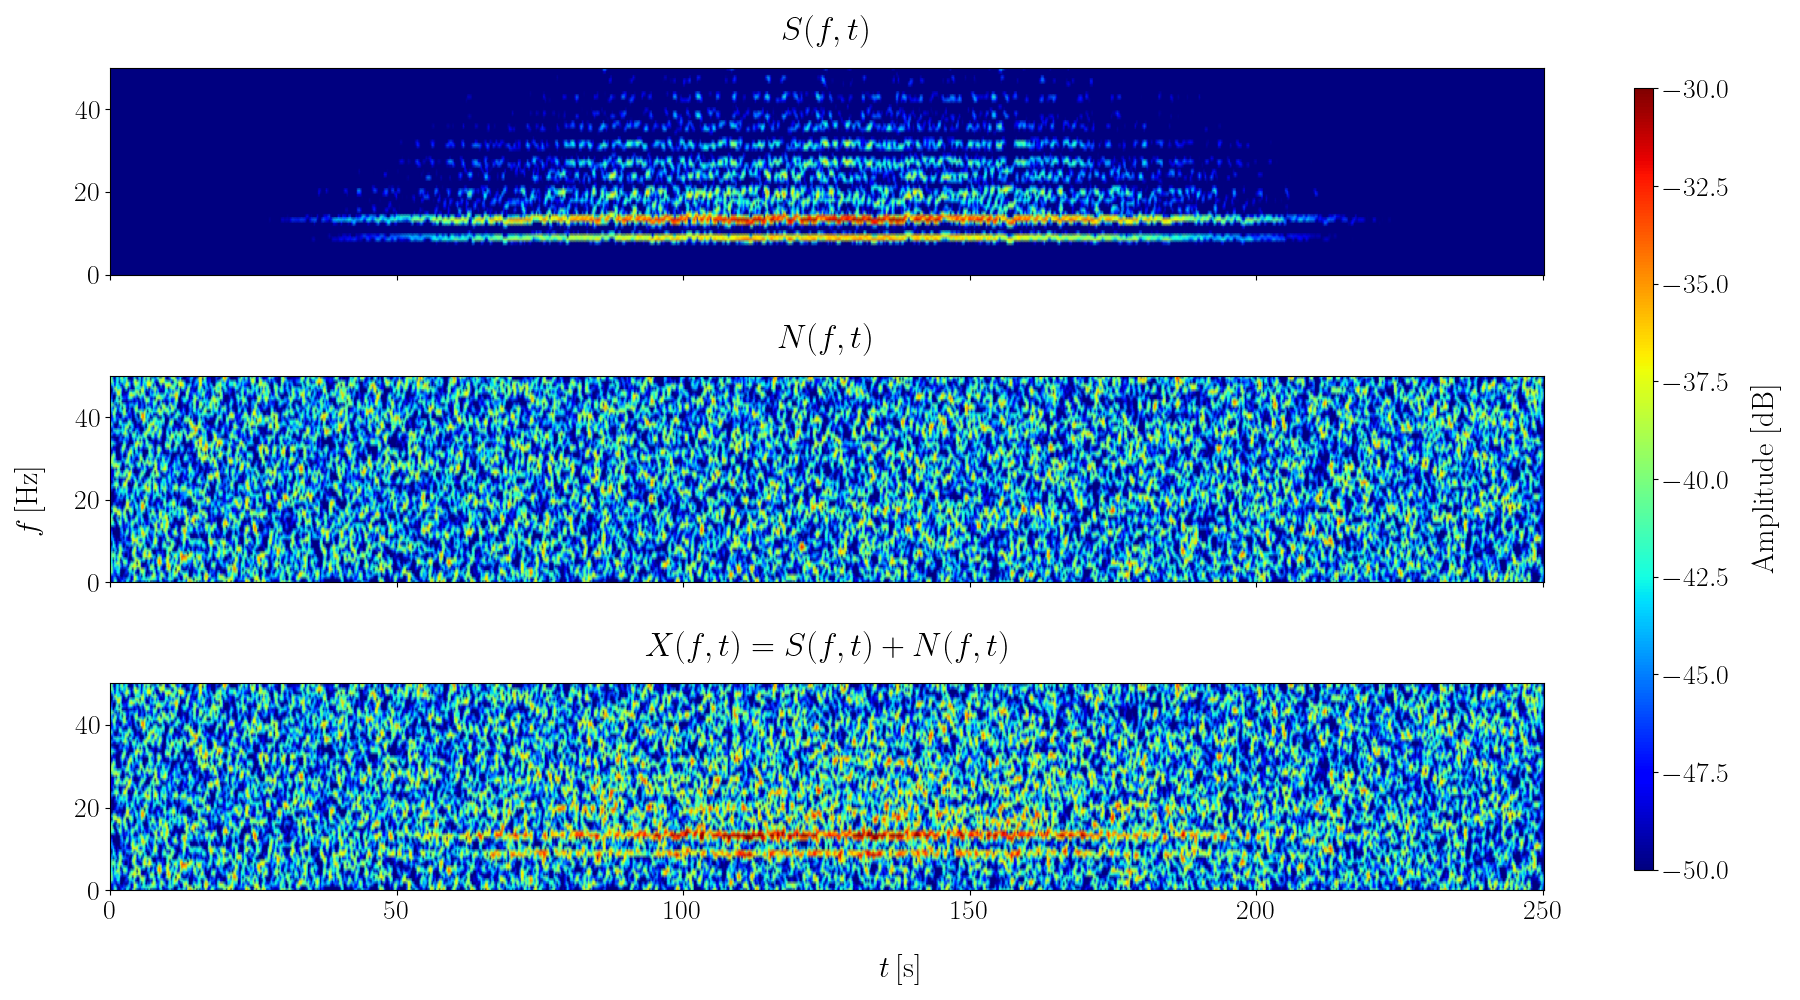 S(f, t)
40
20
0
N(f, t)
40
20
0
f [Hz]
X(f, t) = S(f, t) + N(f, t)
40
20
0
0 50 100 150 200 250
t [s]
−30.0
−32.5
−35.0
−37.5
−40.0
−42.5
−45.0
−47.5
−50.0
Amplitude [dB]